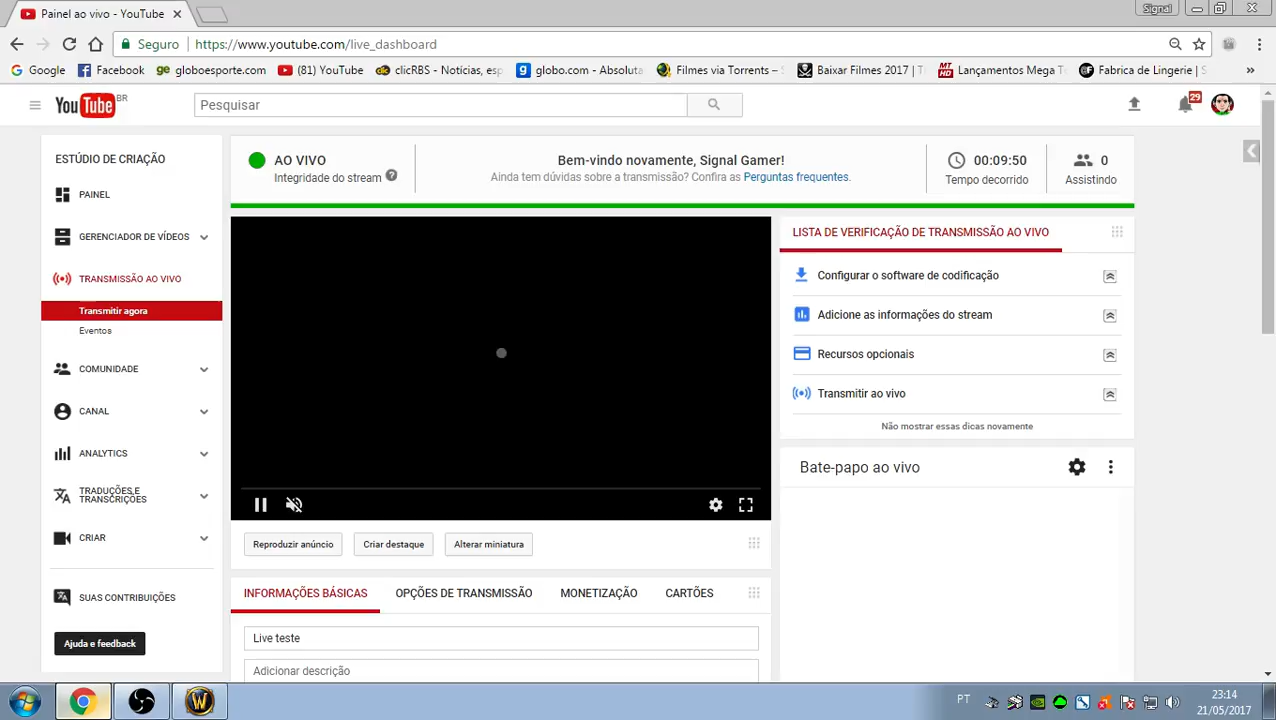 Painel ao vivo - YouTube
Signal
Seguro
https://www.youtube.com/live_dashboard
Google
Facebook
globoesporte.com
(81) YouTube
clicRBS - Notícias, esp
globo.com - Absoluta
Filmes via Torrents –
Baixar Filmes 2017 | T
Lançamentos Mega T
Fabrica de Lingerie | S
YouTube BR
Pesquisar
29
ESTÚDIO DE CRIAÇÃO
PAINEL
GERENCIADOR DE VÍDEOS
TRANSMISSÃO AO VIVO
Transmitir agora
Eventos
COMUNIDADE
CANAL
ANALYTICS
TRADUÇÕES E
TRANSCRIÇÕES
CRIAR
SUAS CONTRIBUIÇÕES
Ajuda e feedback
AO VIVO
Integridade do stream
Bem-vindo novamente, Signal Gamer!
Ainda tem dúvidas sobre a transmissão? Confira as Perguntas frequentes.
00:09:50
Tempo decorrido
0
Assistindo
Reproduzir anúncio
Criar destaque
Alterar miniatura
INFORMAÇÕES BÁSICAS
OPÇÕES DE TRANSMISSÃO
MONETIZAÇÃO
CARTÕES
Live teste
Adicionar descrição
LISTA DE VERIFICAÇÃO DE TRANSMISSÃO AO VIVO
Configurar o software de codificação
Adicione as informações do stream
Recursos opcionais
Transmitir ao vivo
Não mostrar essas dicas novamente
Bate-papo ao vivo
PT
23:14
21/05/2017